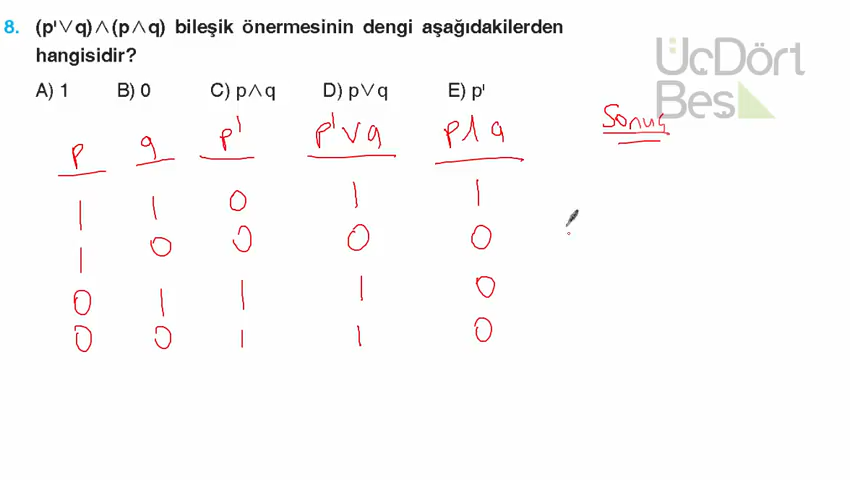 8. (p'∨q)∧(p∧q) bileşik önermesinin dengi aşağıdakilerden
hangisidir?
A) 1 B) 0 C) p∧q D) p∨q E) p'
ÜçDört
Beş
p q p' p'∨q p∧q Sonuç
1 1 0 1 1
1 0 0 0 0
0 1 1 1 0
0 0 1 1 0